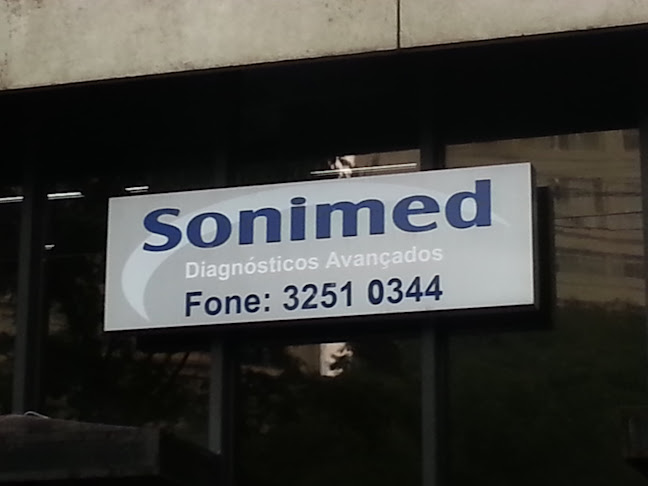 Sonimed
Diagnósticos Avançados
Fone: 3251 0344